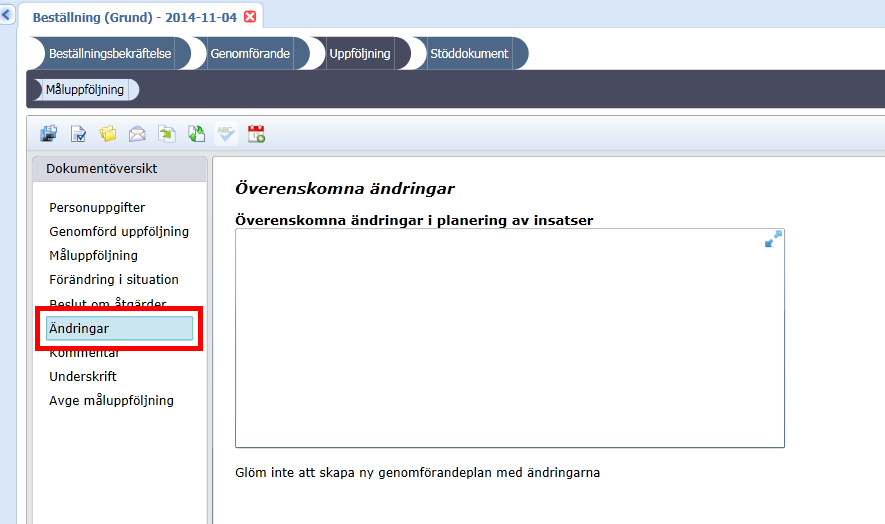 Beställning (Grund) - 2014-11-04
Beställningsbekräftelse Genomförande Uppföljning Stöddokument
Måluppföljning
ABC
Dokumentöversikt
Personuppgifter
Genomförd uppföljning
Måluppföljning
Förändring i situation
Beslut om åtgärder
Ändringar
Kommentar
Underskrift
Avge måluppföljning
Överenskomna ändringar
Överenskomna ändringar i planering av insatser
Glöm inte att skapa ny genomförandeplan med ändringarna